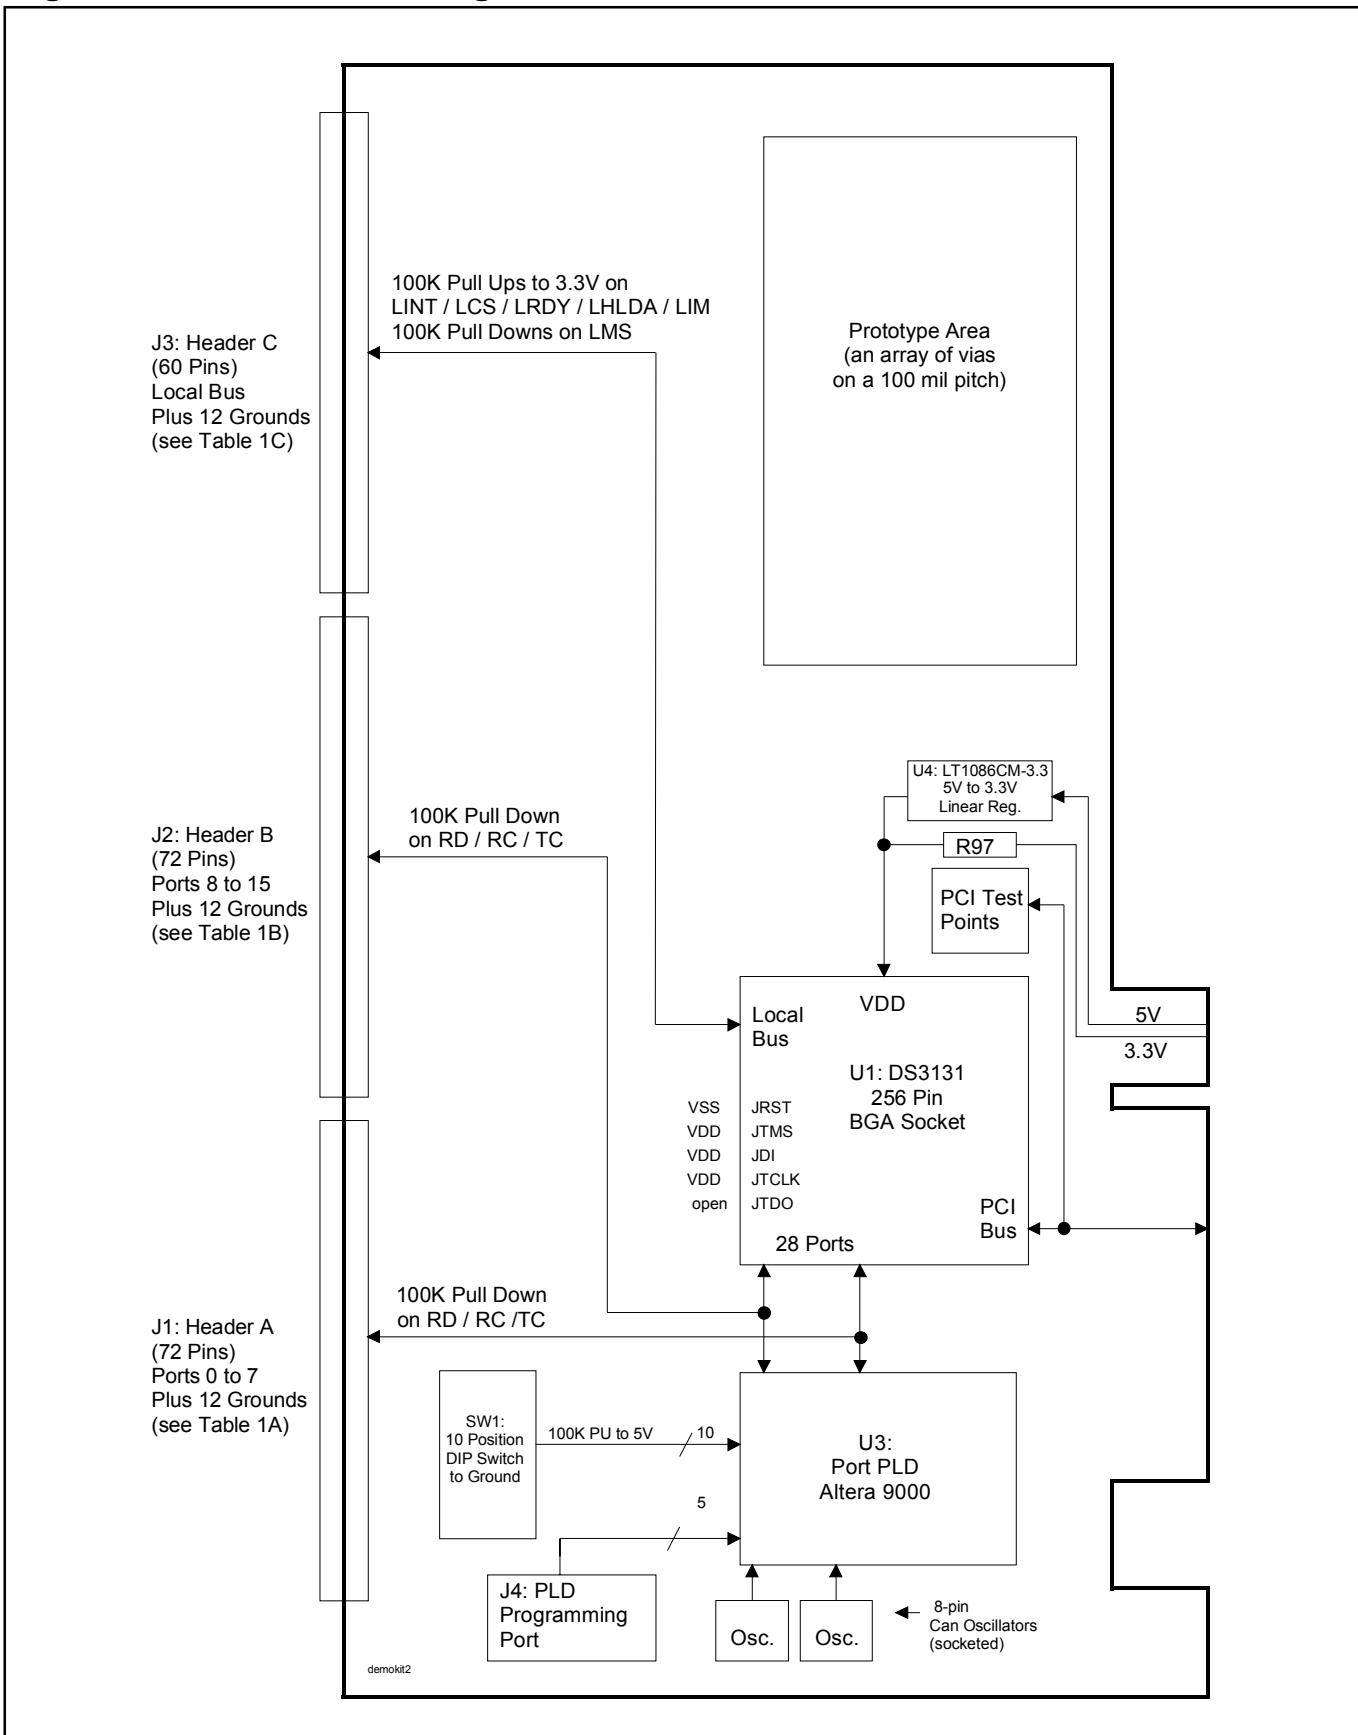 100K Pull Ups to 3.3V on
LINT / LCS / LRDY / LHLDA / LIM
100K Pull Downs on LMS
J3: Header C
(60 Pins)
Local Bus
Plus 12 Grounds
(see Table 1C)
Prototype Area
(an array of vias
on a 100 mil pitch)
U4: LT1086CM-3.3
5V to 3.3V
Linear Reg.
R97
PCI Test
Points
100K Pull Down
on RD / RC / TC
J2: Header B
(72 Pins)
Ports 8 to 15
Plus 12 Grounds
(see Table 1B)
5V
3.3V
VDD
Local
Bus
U1: DS3131
256 Pin
BGA Socket
VSS JRST
VDD JTMS
VDD JDI
VDD JTCLK
open JTDO
PCI
Bus
28 Ports
100K Pull Down
on RD / RC /TC
J1: Header A
(72 Pins)
Ports 0 to 7
Plus 12 Grounds
(see Table 1A)
SW1:
10 Position
DIP Switch
to Ground
100K PU to 5V
10
U3:
Port PLD
Altera 9000
5
J4: PLD
Programming
Port
Osc.
Osc.
8-pin
Can Oscillators
(socketed)
demokit2